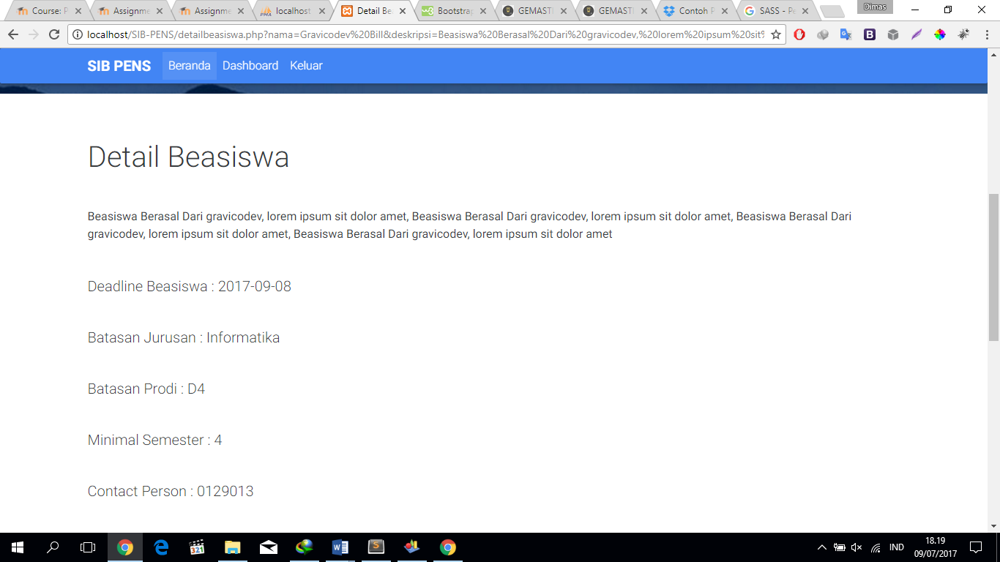 Dimas
Course: P
Assignme
Assignme
localhost
Detail Be
Bootstrap
GEMASTI
GEMASTI
Contoh P
SASS - Pe
localhost/SIB-PENS/detailbeasiswa.php?nama=Gravicodev%20Bill&deskripsi=Beasiswa%20Berasal%20Dari%20gravicodev,%20lorem%20ipsum%20sit%
SIB PENS Beranda Dashboard Keluar
Detail Beasiswa
Beasiswa Berasal Dari gravicodev, lorem ipsum sit dolor amet, Beasiswa Berasal Dari gravicodev, lorem ipsum sit dolor amet, Beasiswa Berasal Dari
gravicodev, lorem ipsum sit dolor amet, Beasiswa Berasal Dari gravicodev, lorem ipsum sit dolor amet
Deadline Beasiswa : 2017-09-08
Batasan Jurusan : Informatika
Batasan Prodi : D4
Minimal Semester : 4
Contact Person : 0129013
IND
18.19
09/07/2017